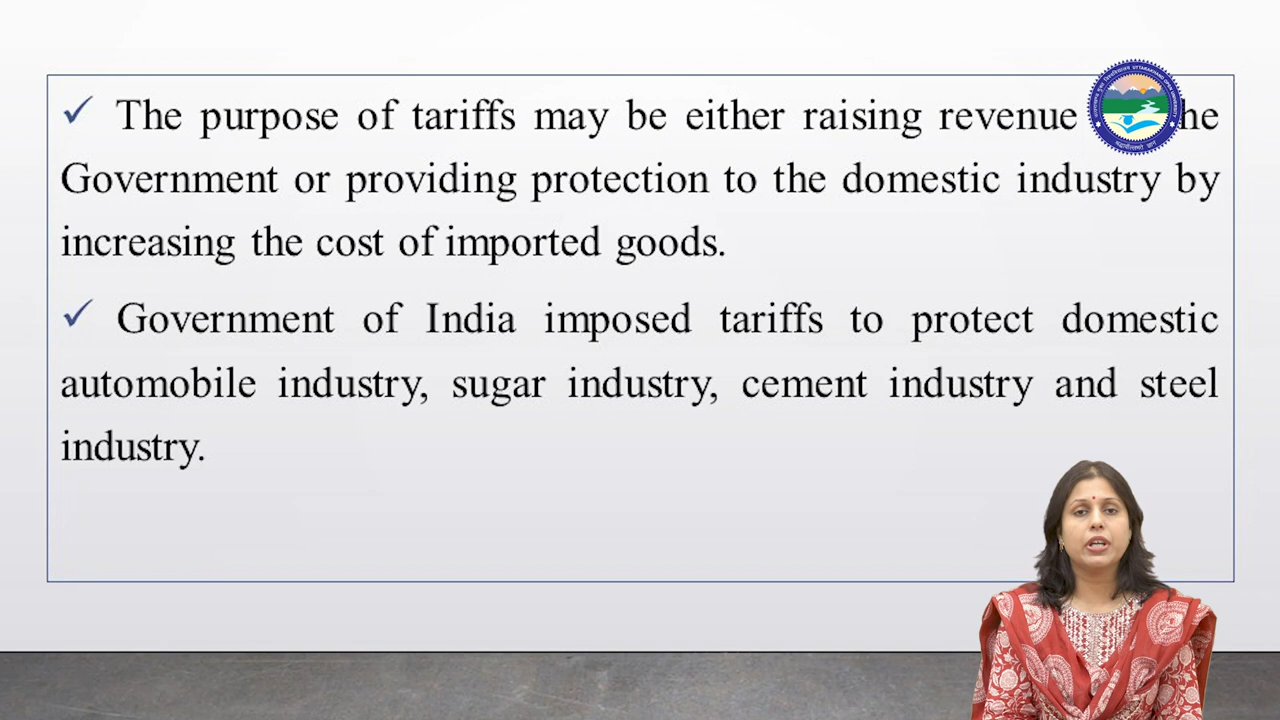 ✓ The purpose of tariffs may be either raising revenue he
Government or providing protection to the domestic industry by
increasing the cost of imported goods.
✓ Government of India imposed tariffs to protect domestic
automobile industry, sugar industry, cement industry and steel
industry.